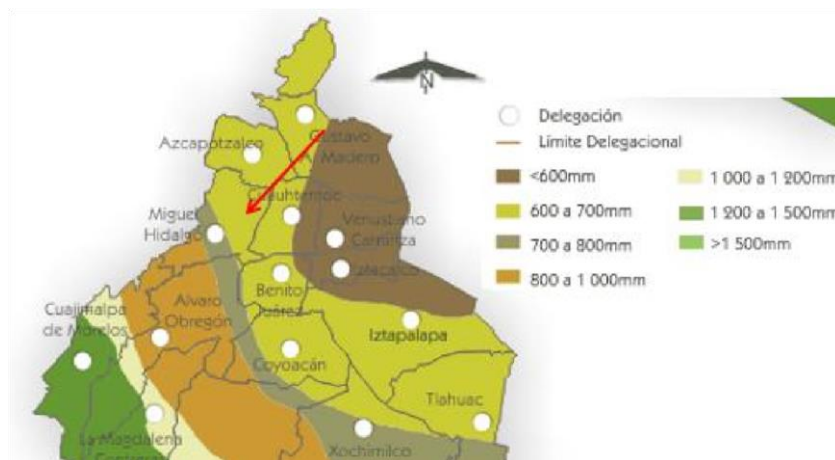 N
Delegación
Límite Delegacional
<600mm
600 a 700mm
700 a 800mm
800 a 1 000mm
1 000 a 1 200mm
1 200 a 1 500mm
>1 500mm
Azcapotzalco
Gustavo
A. Madero
Cuauhtemoc
Miguel
Hidalgo
Venustiano
Carranza
Iztacalco
Benito
Juárez
Cuajimalpa
de Morelos
Alvaro
Obregón
Iztapalapa
Coyoacán
Tlahuac
La Magdalena
Contreras
Xochimilco